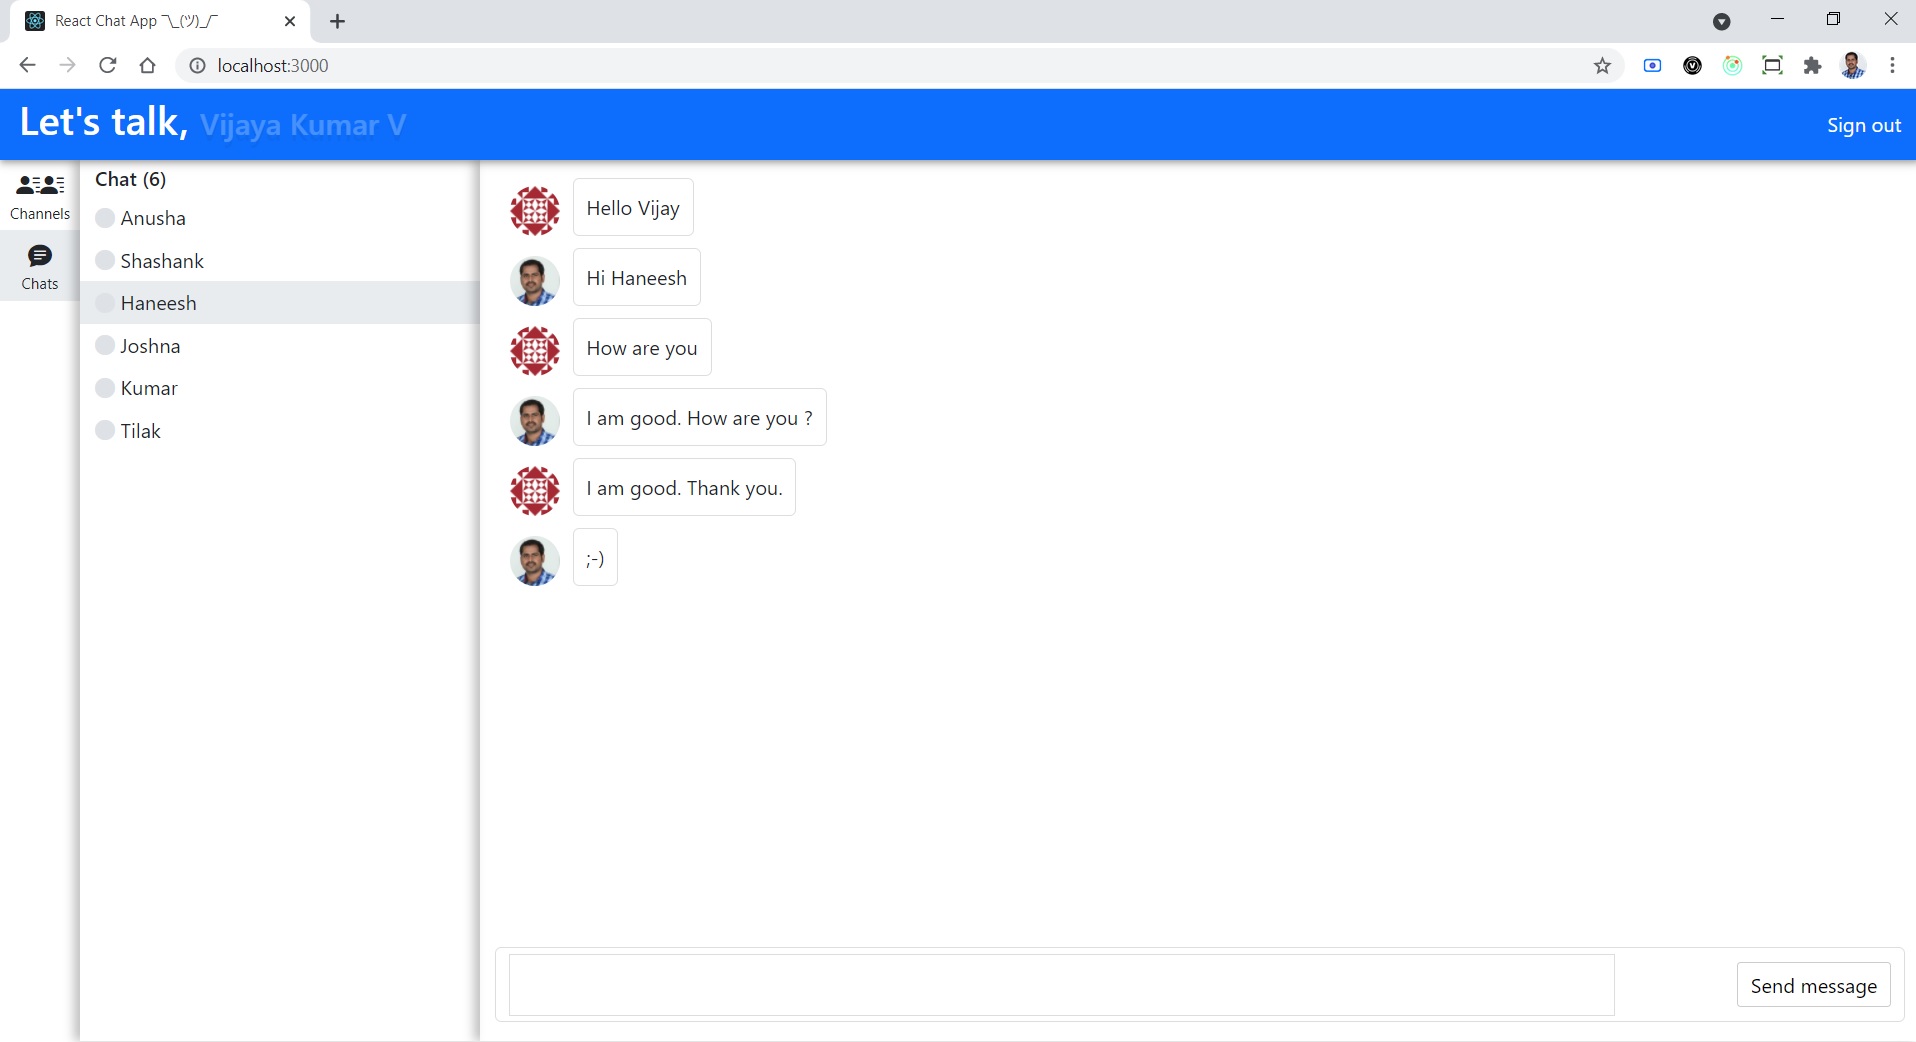 React Chat App ¯\_(ツ)_/¯
localhost:3000
Let's talk, Vijaya Kumar V
Sign out
Channels
Chats
Chat (6)
Anusha
Shashank
Haneesh
Joshna
Kumar
Tilak
Hello Vijay
Hi Haneesh
How are you
I am good. How are you ?
I am good. Thank you.
;-)
Send message